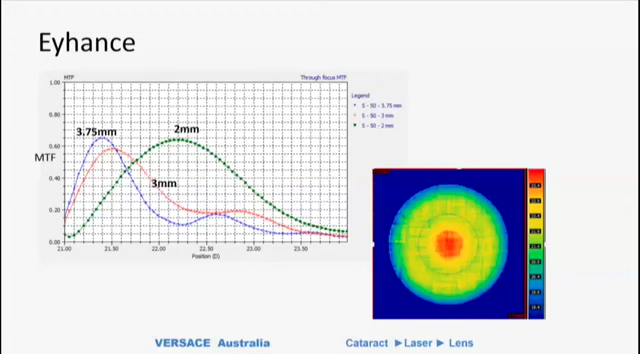 Eyhance
MTF
Through focus MTF
1.00
0.80
0.60
0.40
0.20
0.00
MTF
3.75mm
2mm
3mm
21.00
21.50
22.00
22.50
23.00
23.50
Position (D)
Legend
S - 50 - 3.75 mm
S - 50 - 3 mm
S - 50 - 2 mm
VERSACE Australia
Cataract ►Laser ► Lens